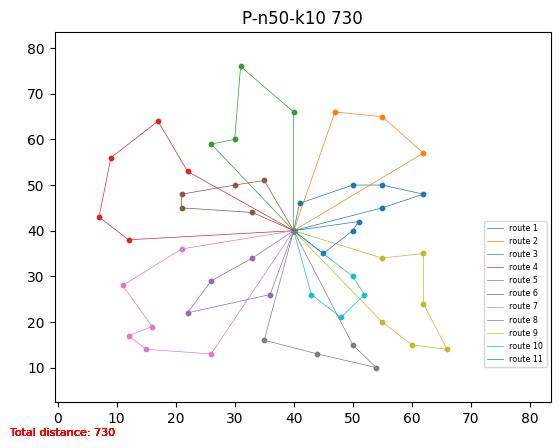 P-n50-k10 730
80
70
60
50
40
30
20
10
0 10 20 30 40 50 60 70 80
route 1
route 2
route 3
route 4
route 5
route 6
route 7
route 8
route 9
route 10
route 11
Total distance: 730